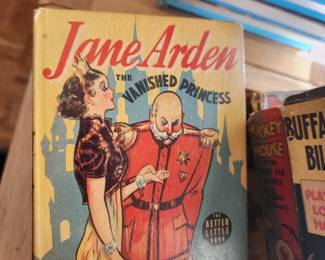 Jane Arden
THE
VANISHED PRINCESS
THE
BETTER
LITTLE
BOOK
MICKEY
MOUSE
BUFFALO
BILL